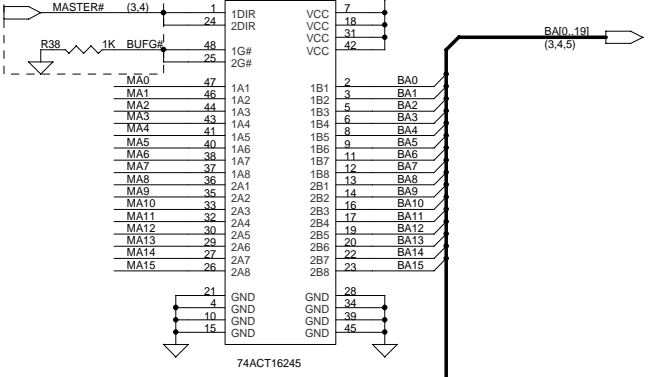 MASTER# (3,4) 1 1DIR VCC 7
24 2DIR VCC 18
VCC 31
R38 1K BUFG# 48 1G# VCC 42
25 2G#
BA[0..19]
(3,4,5)
MA0 47 1A1 1B1 2 BA0
MA1 46 1A2 1B2 3 BA1
MA2 44 1A3 1B3 5 BA2
MA3 43 1A4 1B4 6 BA3
MA4 41 1A5 1B5 8 BA4
MA5 40 1A6 1B6 9 BA5
MA6 38 1A7 1B7 11 BA6
MA7 37 1A8 1B8 12 BA7
MA8 36 2A1 2B1 13 BA8
MA9 35 2A2 2B2 14 BA9
MA10 33 2A3 2B3 16 BA10
MA11 32 2A4 2B4 17 BA11
MA12 30 2A5 2B5 19 BA12
MA13 29 2A6 2B6 20 BA13
MA14 27 2A7 2B7 22 BA14
MA15 26 2A8 2B8 23 BA15
21 GND GND 28
4 GND GND 34
10 GND GND 39
15 GND GND 45
74ACT16245